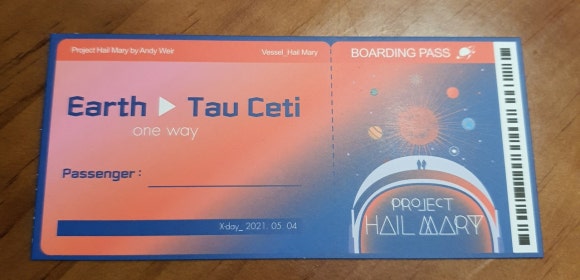 Project Hail Mary by Andy Weir
Vessel_Hail Mary
BOARDING PASS
Earth ▶ Tau Ceti
one way
Passenger :
X-day_ 2021. 05. 04
PROJECT
HAIL MARY